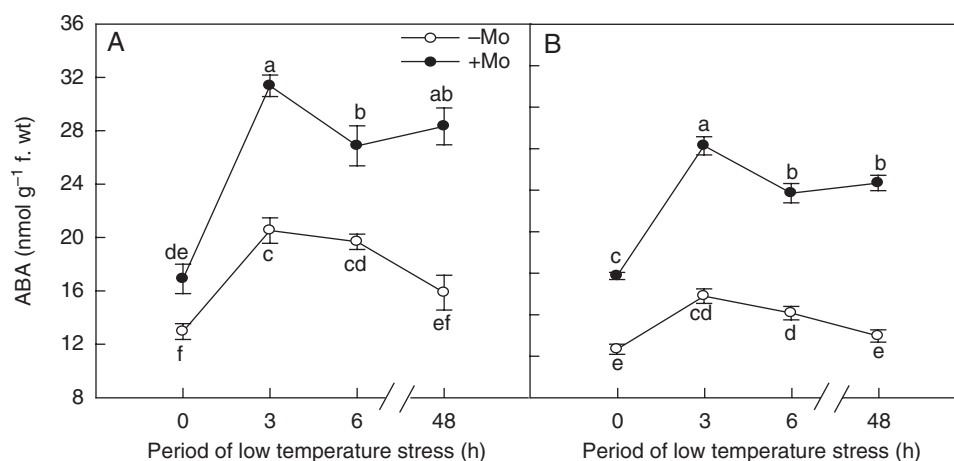 36
32
28
24
20
16
12
8
ABA (nmol g⁻¹ f. wt)
A
–Mo
+Mo
B
a
b
ab
de
c
cd
ef
f
a
b
b
c
cd
d
e
e
0 3 6 48
0 3 6 48
Period of low temperature stress (h)
Period of low temperature stress (h)